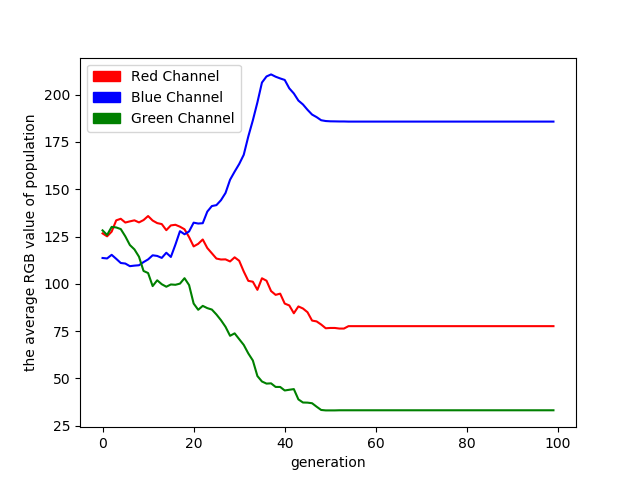 Red Channel
Blue Channel
Green Channel
200
175
150
125
100
75
50
25
0 20 40 60 80 100
generation
the average RGB value of population